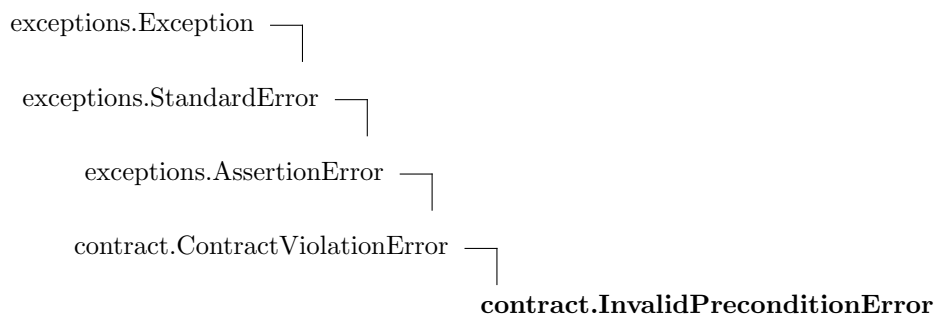 exceptions.Exception
exceptions.StandardError
exceptions.AssertionError
contract.ContractViolationError
contract.InvalidPreconditionError